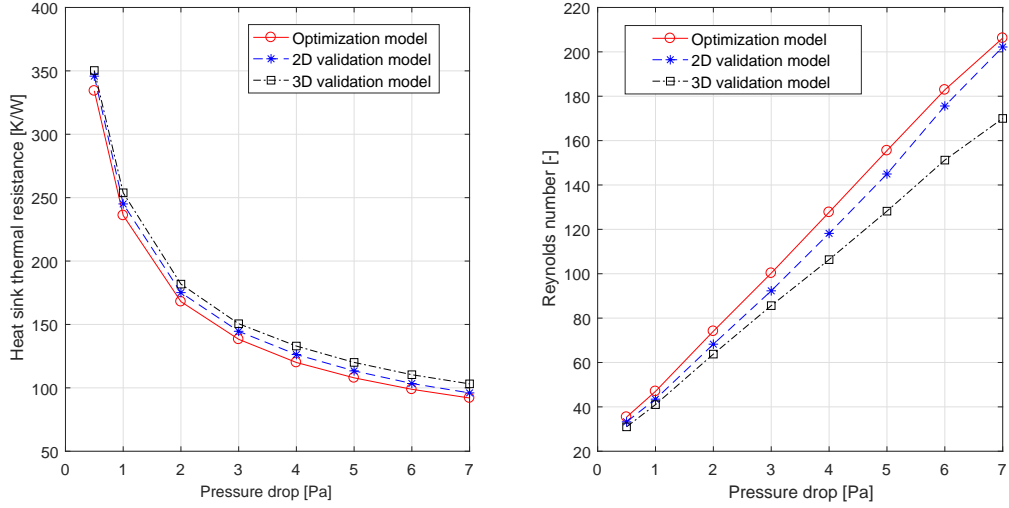 400
350
300
250
200
150
100
50
0 1 2 3 4 5 6 7
Heat sink thermal resistance [K/W]
Pressure drop [Pa]
Optimization model
2D validation model
3D validation model
220
200
180
160
140
120
100
80
60
40
20
0 1 2 3 4 5 6 7
Reynolds number [-]
Pressure drop [Pa]
Optimization model
2D validation model
3D validation model